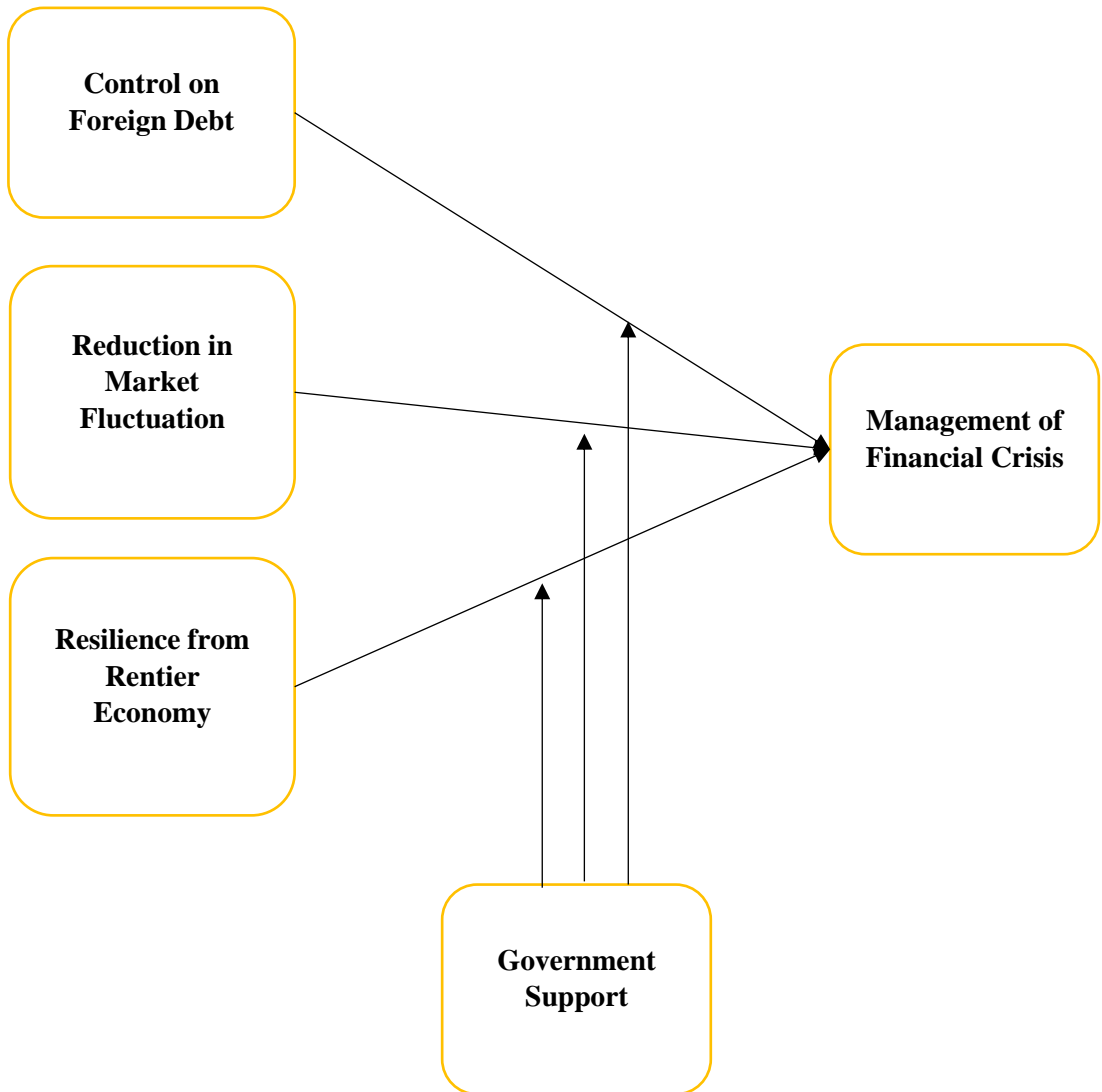 Control on
Foreign Debt
Reduction in
Market
Fluctuation
Management of
Financial Crisis
Resilience from
Rentier
Economy
Government
Support